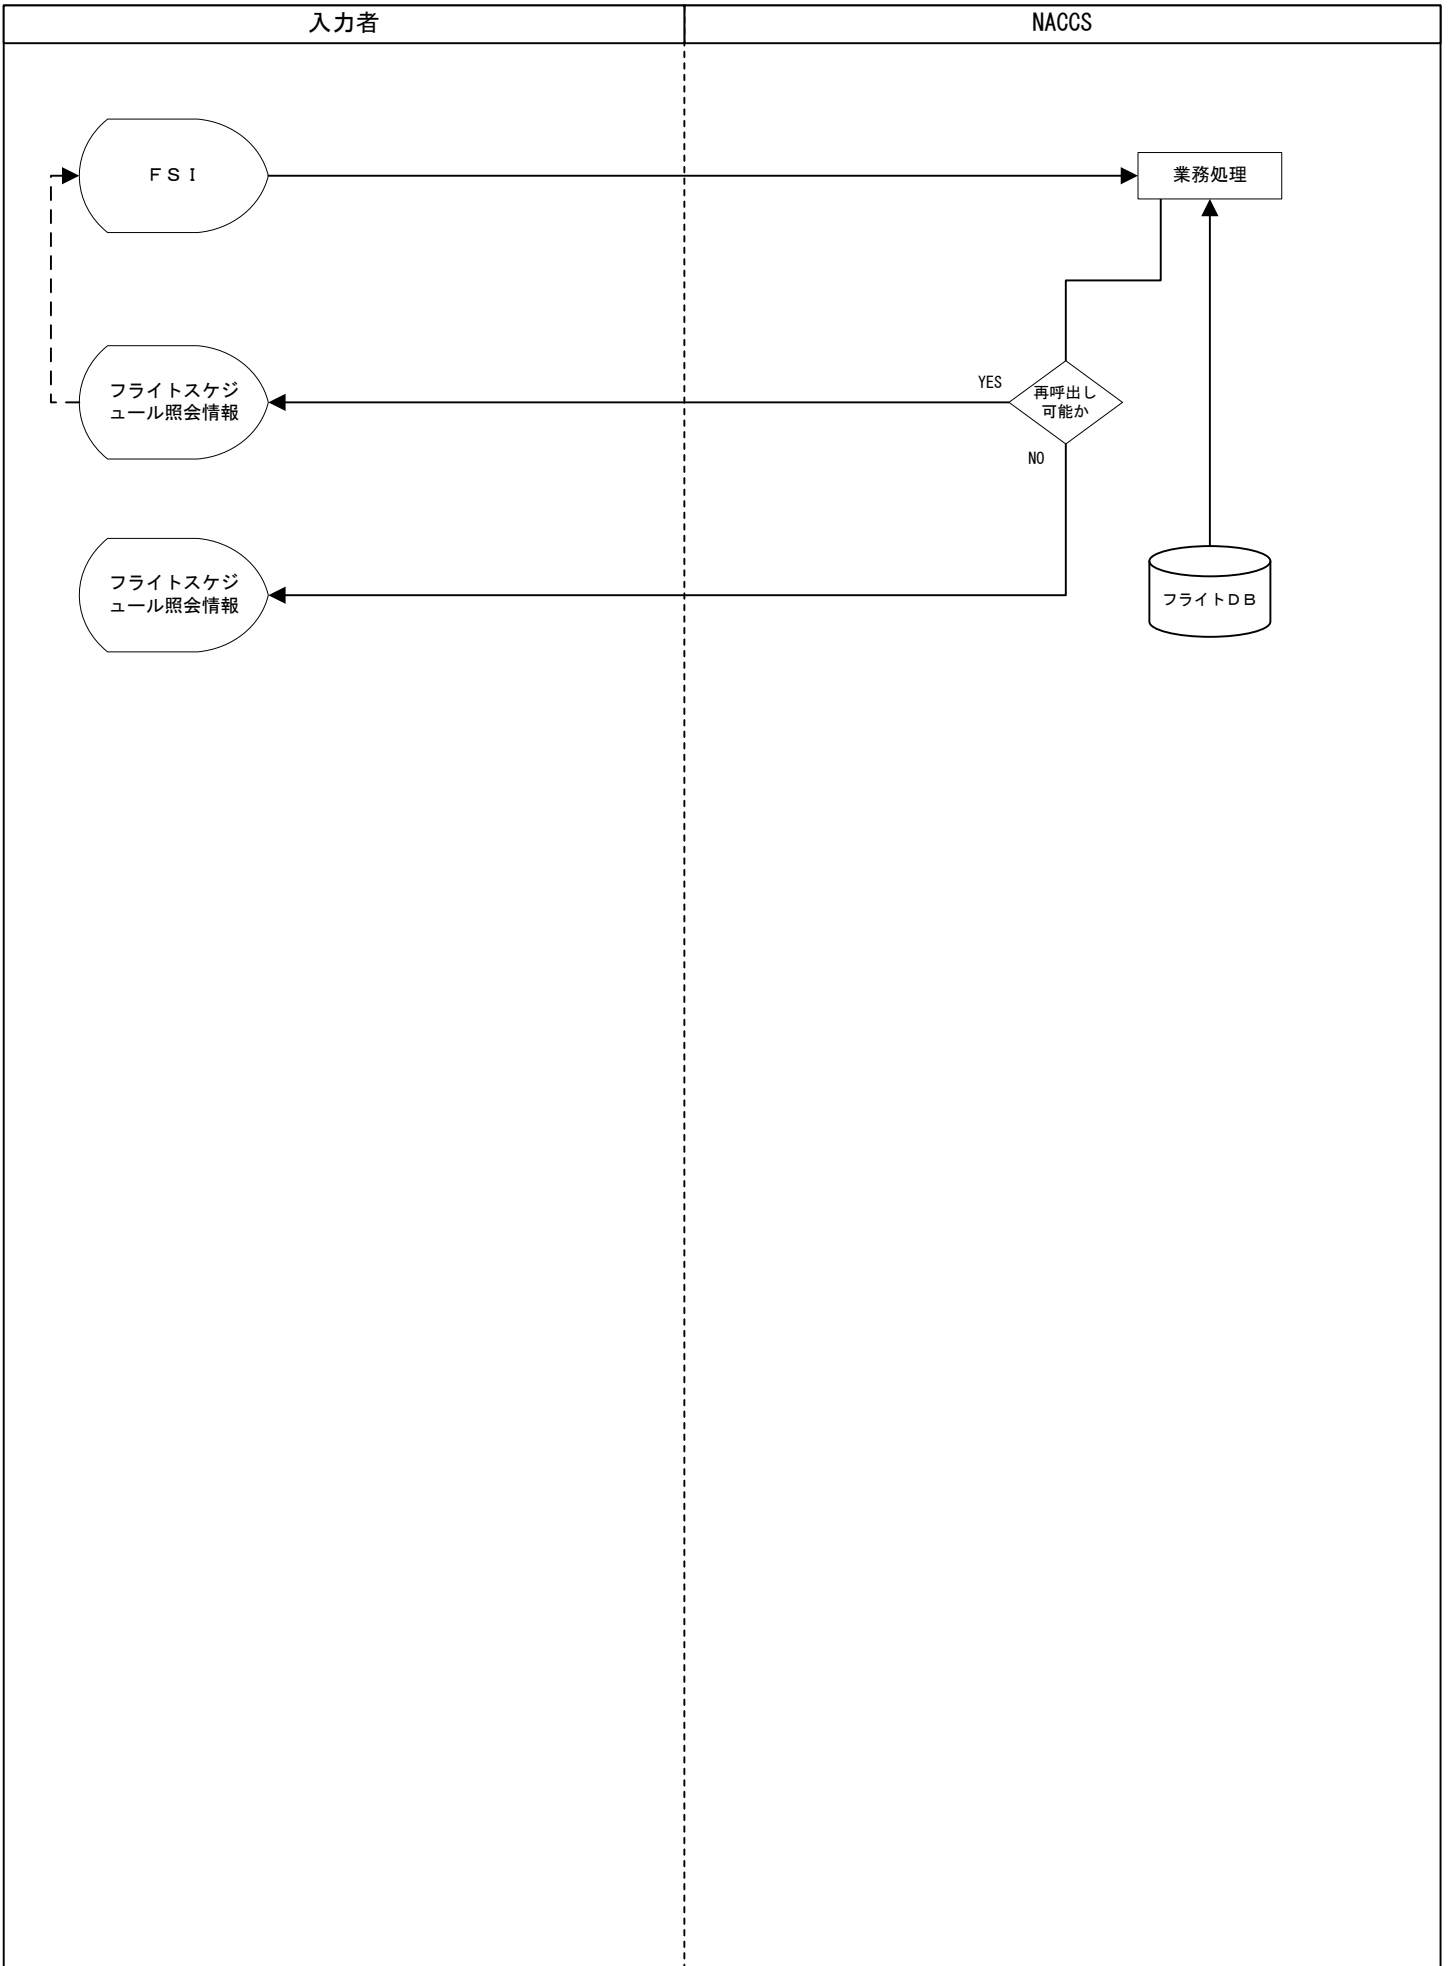 入力者
NACCS
ＦＳＩ
業務処理
フライトスケジ
ュール照会情報
YES
再呼出し
可能か
NO
フライトスケジ
ュール照会情報
フライトＤＢ